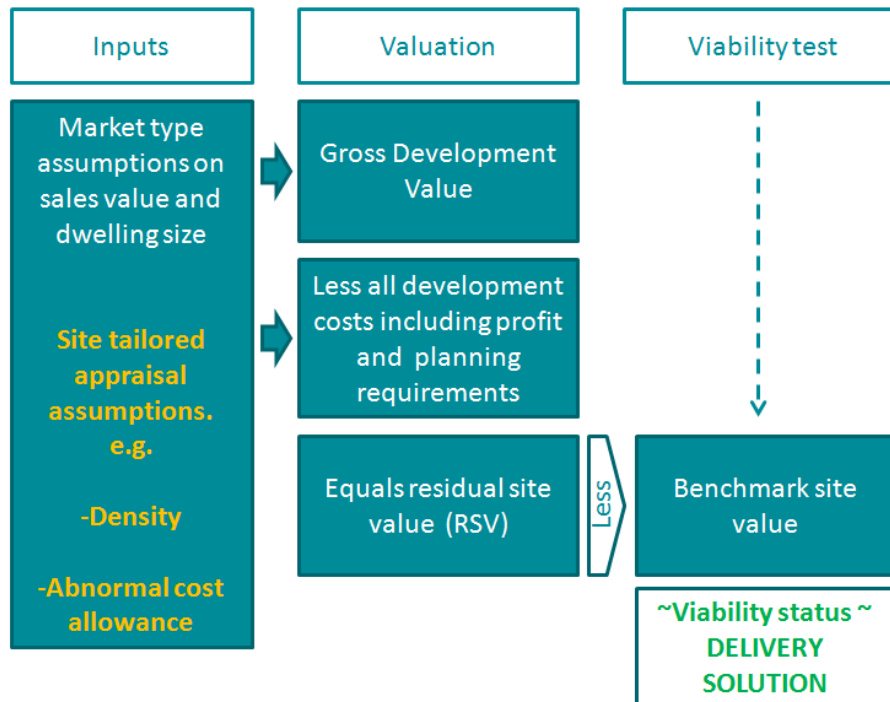 Inputs
Valuation
Viability test
Market type
assumptions on
sales value and
dwelling size
Site tailored
appraisal
assumptions.
e.g.
-Density
-Abnormal cost
allowance
Gross Development
Value
Less all development
costs including profit
and planning
requirements
Equals residual site
value (RSV)
Less
Benchmark site
value
~Viability status ~
DELIVERY
SOLUTION